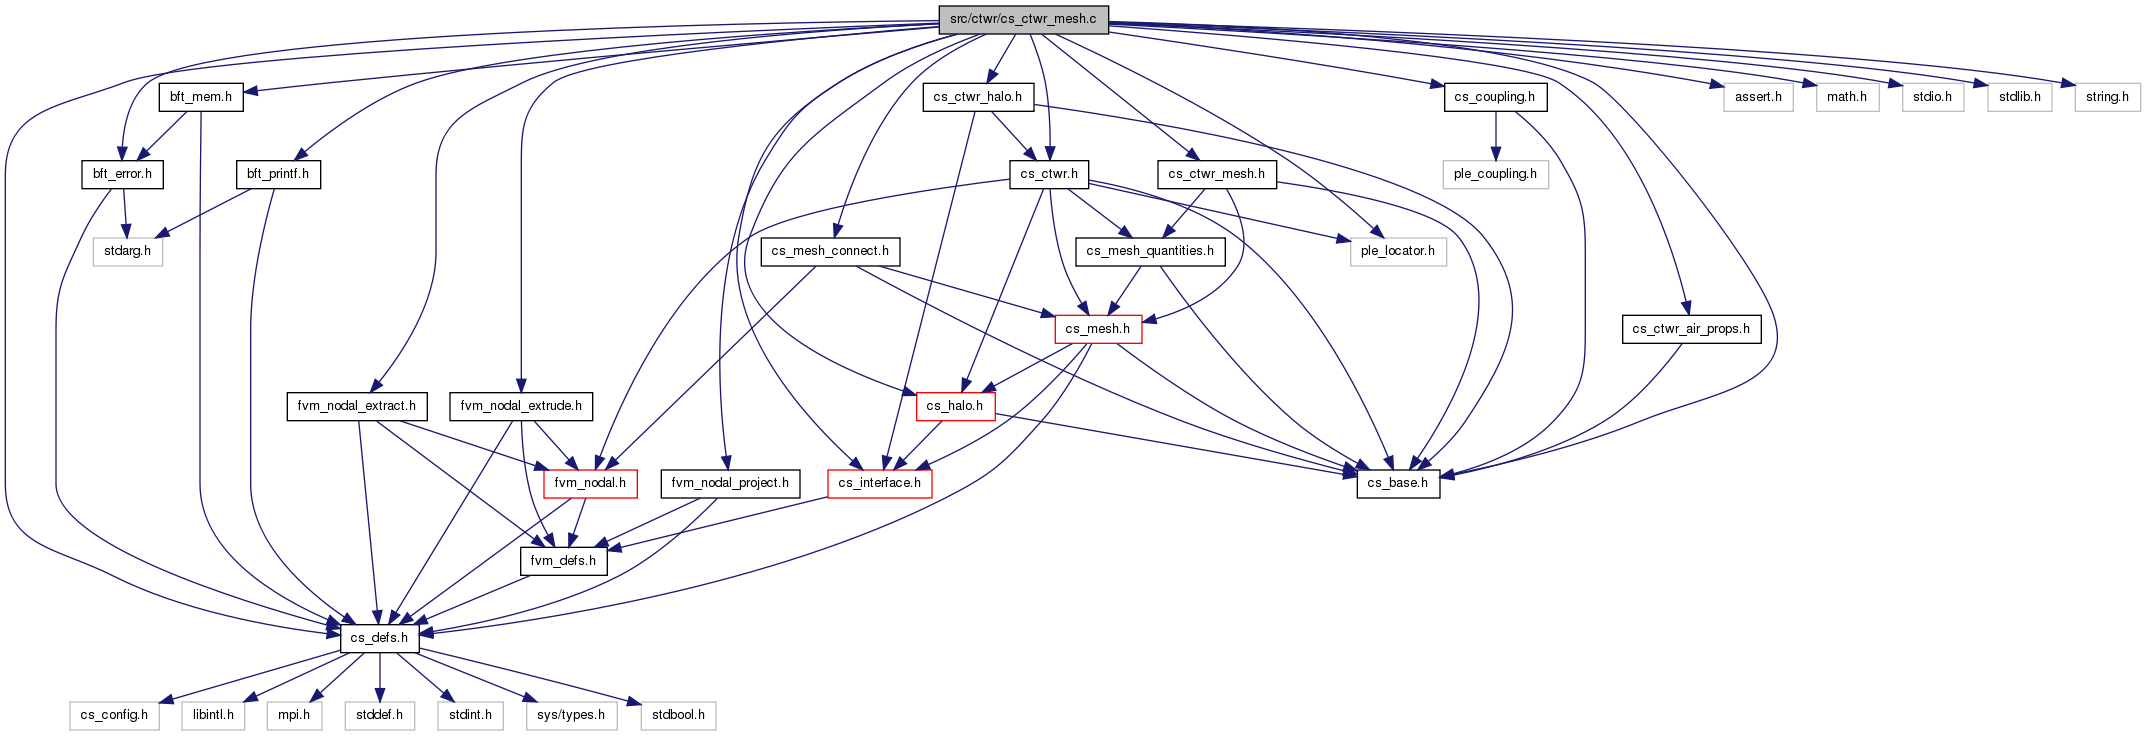 src/ctwr/cs_ctwr_mesh.c
bft_mem.h
cs_ctwr_halo.h
cs_coupling.h
assert.h
math.h
stdio.h
stdlib.h
string.h
bft_error.h
bft_printf.h
cs_ctwr.h
cs_ctwr_mesh.h
ple_coupling.h
stdarg.h
cs_mesh_connect.h
cs_mesh_quantities.h
ple_locator.h
cs_mesh.h
cs_ctwr_air_props.h
fvm_nodal_extract.h
fvm_nodal_extrude.h
cs_halo.h
fvm_nodal.h
fvm_nodal_project.h
cs_interface.h
cs_base.h
fvm_defs.h
cs_defs.h
cs_config.h
libintl.h
mpi.h
stddef.h
stdint.h
sys/types.h
stdbool.h